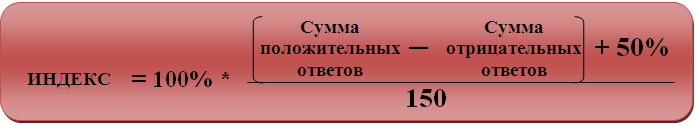 Сумма Сумма
положительных — отрицательных + 50%
ответов ответов
ИНДЕКС = 100% *
150